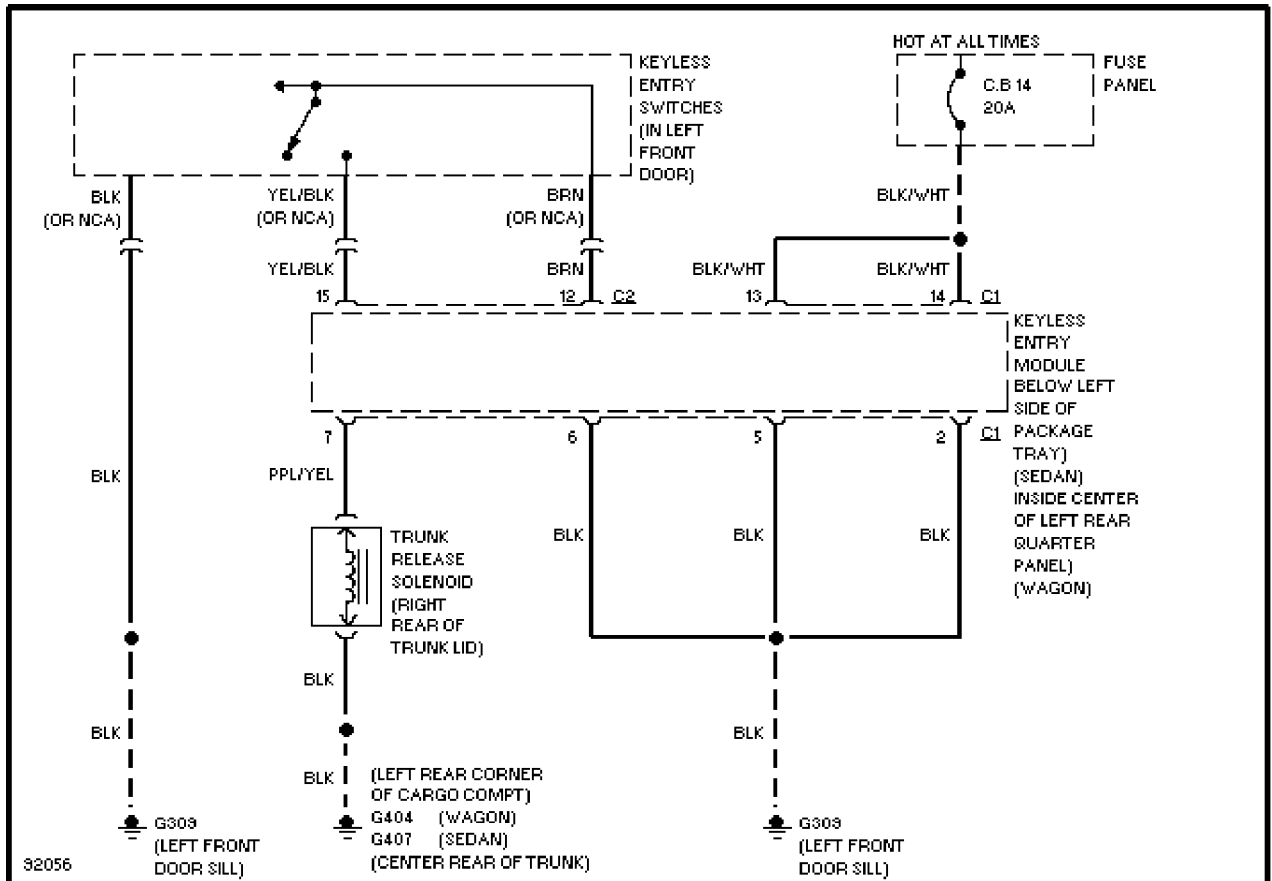 HOT AT ALL TIMES
KEYLESS
ENTRY
SWITCHES
(IN LEFT
FRONT
DOOR)
C.B 14
20A
FUSE
PANEL
BLK
(OR NCA)
YEL/BLK
(OR NCA)
BRN
(OR NCA)
BLK/WHT
YEL/BLK
BRN
BLK/WHT
BLK/WHT
15
12
C2
13
14
C1
KEYLESS
ENTRY
MODULE
BELOW LEFT
SIDE OF
PACKAGE
TRAY)
(SEDAN)
INSIDE CENTER
OF LEFT REAR
QUARTER
PANEL)
(WAGON)
7
6
5
2
C1
BLK
PPL/YEL
BLK
BLK
BLK
TRUNK
RELEASE
SOLENOID
(RIGHT
REAR OF
TRUNK LID)
BLK
BLK
BLK
BLK
(LEFT REAR CORNER
OF CARGO COMPT)
G404 (WAGON)
G407 (SEDAN)
(CENTER REAR OF TRUNK)
G309
(LEFT FRONT
DOOR SILL)
G309
(LEFT FRONT
DOOR SILL)
92056